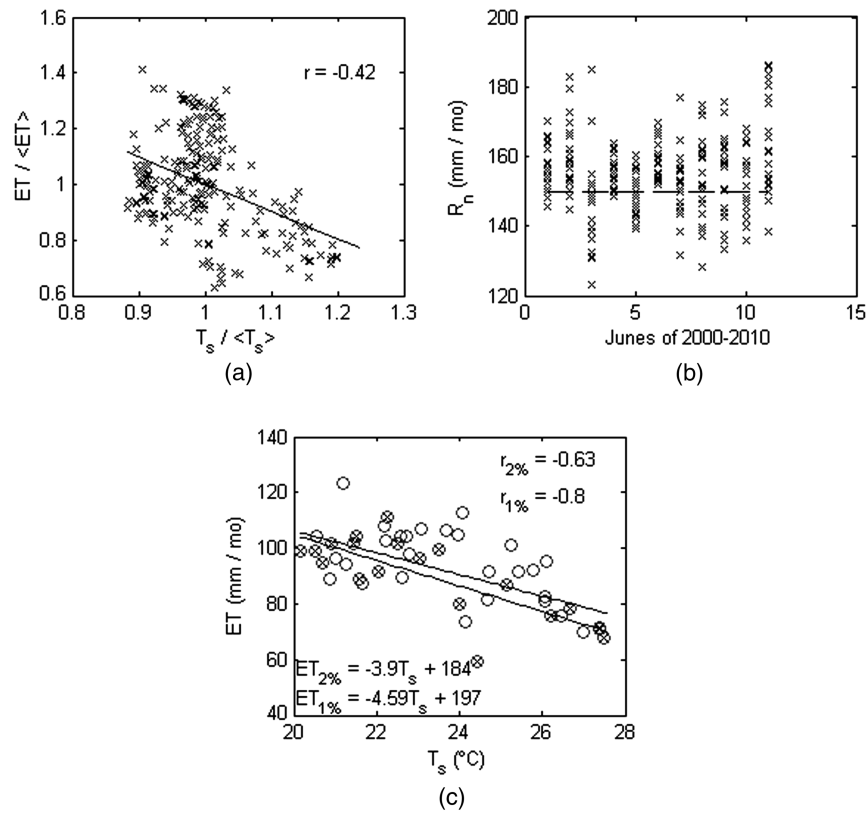 1.6
1.4
1.2
1
0.8
0.6
ET / <ET>
r = -0.42
0.8 0.9 1 1.1 1.2 1.3
T_s / <T_s>
(a)
200
180
160
140
120
R_n (mm / mo)
0 5 10 15
Junes of 2000-2010
(b)
140
120
100
80
60
40
ET (mm / mo)
r_2% = -0.63
r_1% = -0.8
ET_2% = -3.9T_s + 184
ET_1% = -4.59T_s + 197
20 22 24 26 28
T_s (°C)
(c)